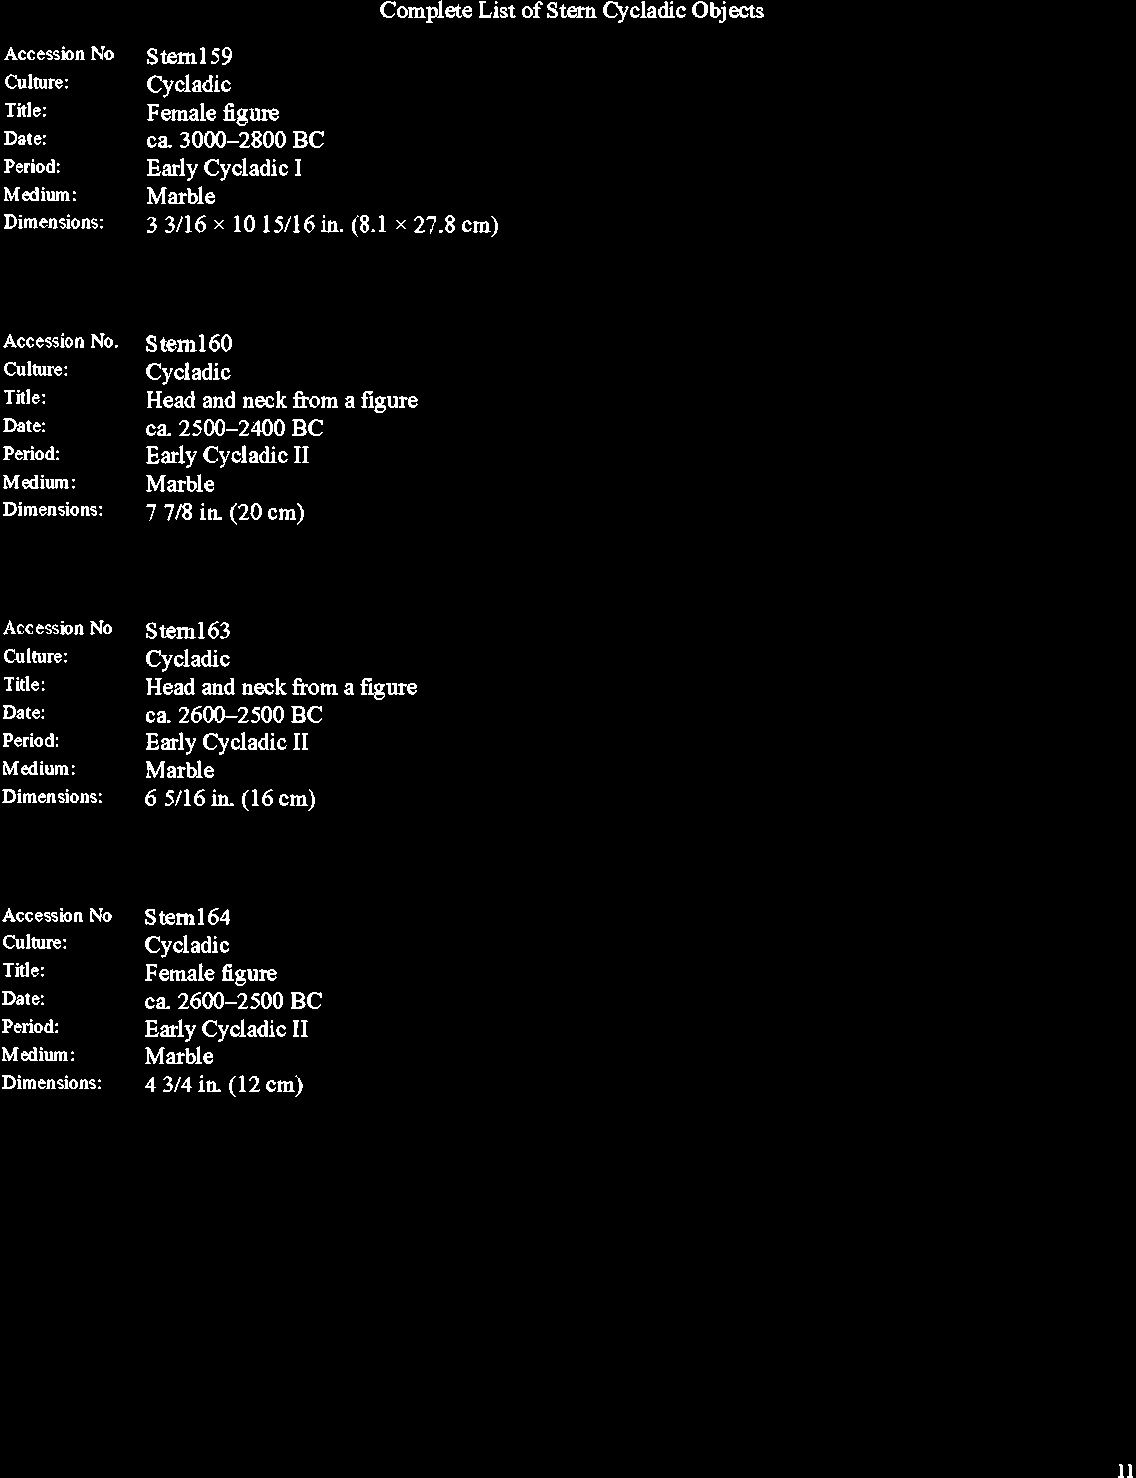 Complete List of Stern Cycladic Objects
Accession No Stern159
Culture: Cycladic
Title: Female figure
Date: ca. 3000–2800 BC
Period: Early Cycladic I
Medium: Marble
Dimensions: 3 3/16 × 10 15/16 in. (8.1 × 27.8 cm)
Accession No. Stern160
Culture: Cycladic
Title: Head and neck from a figure
Date: ca. 2500–2400 BC
Period: Early Cycladic II
Medium: Marble
Dimensions: 7 7/8 in. (20 cm)
Accession No Stern163
Culture: Cycladic
Title: Head and neck from a figure
Date: ca. 2600–2500 BC
Period: Early Cycladic II
Medium: Marble
Dimensions: 6 5/16 in. (16 cm)
Accession No Stern164
Culture: Cycladic
Title: Female figure
Date: ca. 2600–2500 BC
Period: Early Cycladic II
Medium: Marble
Dimensions: 4 3/4 in. (12 cm)
11